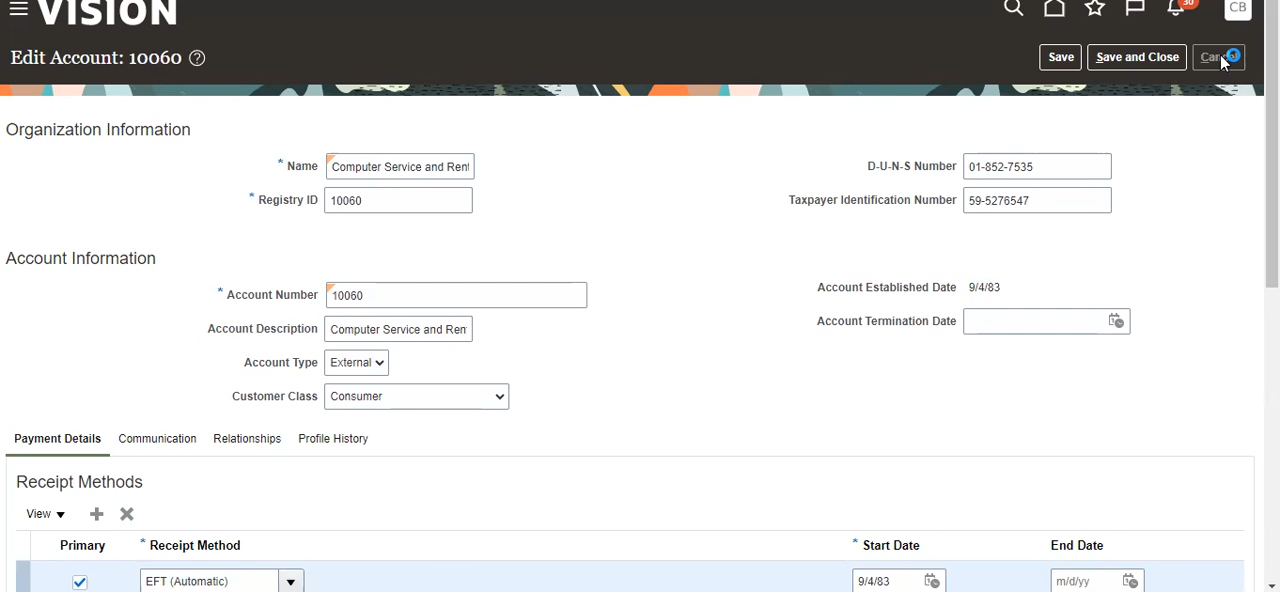 VISION
30
CB
Edit Account: 10060
Save
Save and Close
Organization Information
* Name
Computer Service and Rent
D-U-N-S Number
01-852-7535
* Registry ID
10060
Taxpayer Identification Number
59-5276547
Account Information
* Account Number
10060
Account Established Date
9/4/83
Account Description
Computer Service and Ren
Account Termination Date
Account Type
External
Customer Class
Consumer
Payment Details
Communication
Relationships
Profile History
Receipt Methods
View
Primary
* Receipt Method
* Start Date
End Date
EFT (Automatic)
9/4/83
m/d/yy